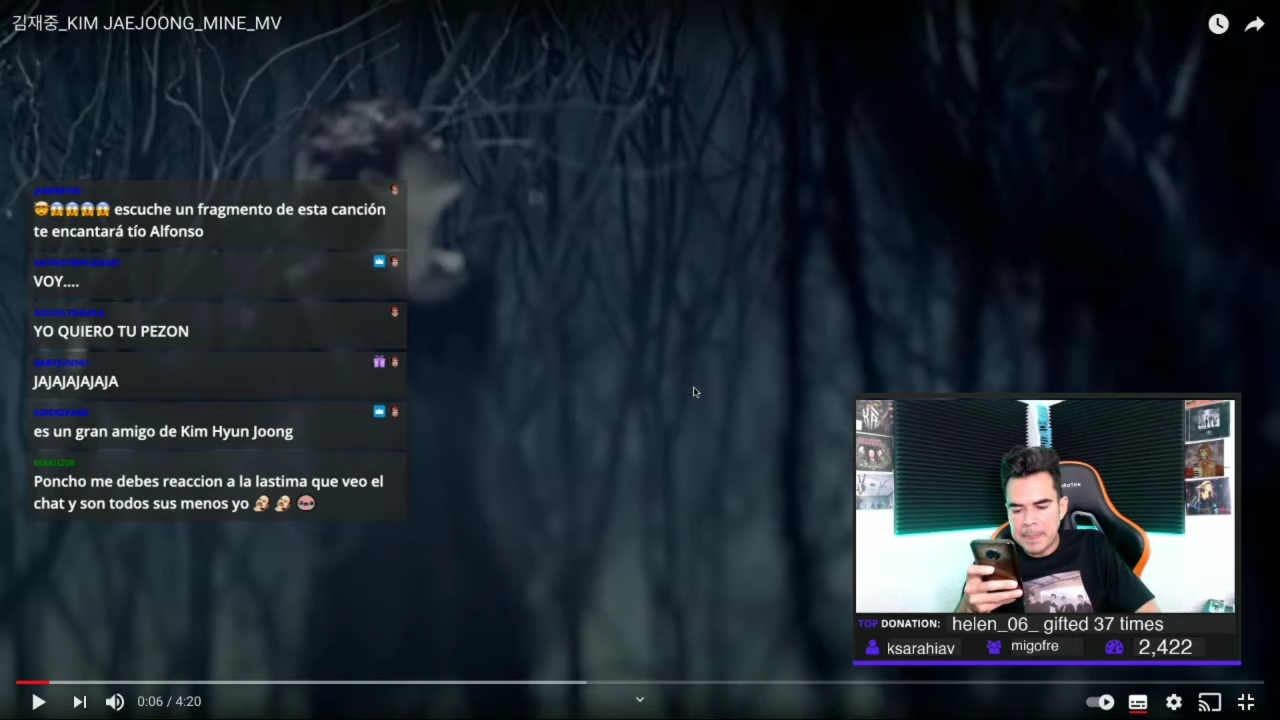 김재중_KIM JAEJOONG_MINE_MV
🤯😱😱😱😱 escuche un fragmento de esta canción
te encantará tío Alfonso
VOY....
YO QUIERO TU PEZON
JAJAJAJAJAJA
es un gran amigo de Kim Hyun Joong
Poncho me debes reaccion a la lastima que veo el
chat y son todos sus menos yo
TOP DONATION: helen_06_ gifted 37 times
ksarahiav migofre 2,422
0:06 / 4:20